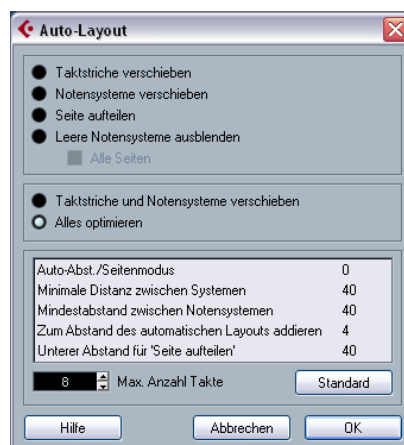 Auto-Layout
Taktstriche verschieben
Notensysteme verschieben
Seite aufteilen
Leere Notensysteme ausblenden
Alle Seiten
Taktstriche und Notensysteme verschieben
Alles optimieren
Auto-Abst./Seitenmodus 0
Minimale Distanz zwischen Systemen 40
Mindestabstand zwischen Notensystemen 40
Zum Abstand des automatischen Layouts addieren 4
Unterer Abstand für 'Seite aufteilen' 40
8 Max. Anzahl Takte Standard
Hilfe Abbrechen OK